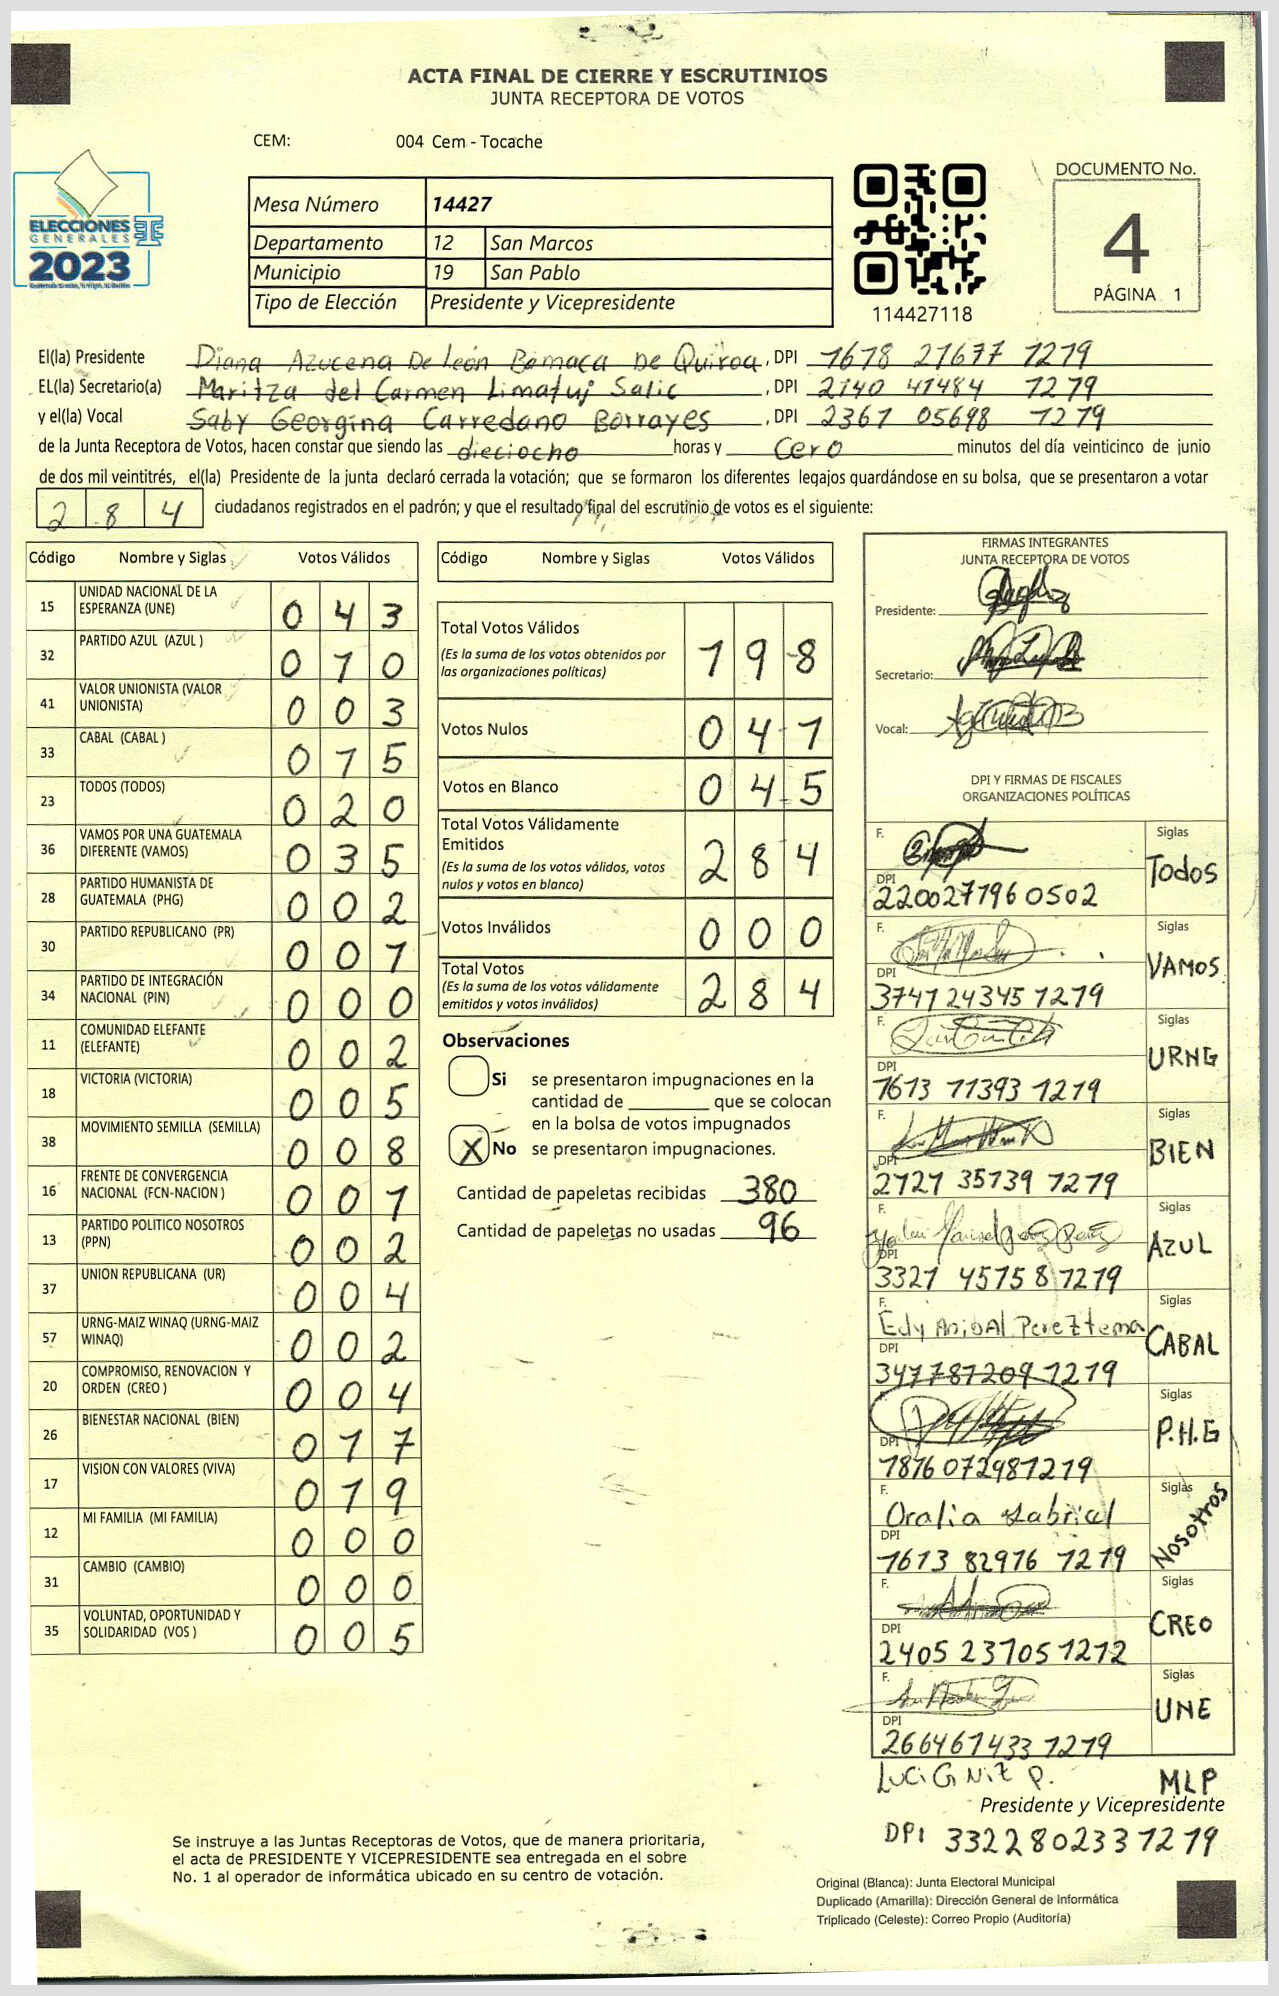 ACTA FINAL DE CIERRE Y ESCRUTINIOS
JUNTA RECEPTORA DE VOTOS
CEM: 004 Cem - Tocache
ELECCIONES
GENERALES
2023
Mesa Número 14427
Departamento 12 San Marcos
Municipio 19 San Pablo
Tipo de Elección Presidente y Vicepresidente
114427118
DOCUMENTO No.
4
PÁGINA 1
El(la) Presidente Diana Azucena De León Bámaca De Quiroa, DPI 1678 21677 1219
EL(la) Secretario(a) Maritza del Carmen Limatuj Salic, DPI 2140 41484 1279
y el(la) Vocal Saby Georgina Carredano Borrayes, DPI 2367 05698 1279
de la Junta Receptora de Votos, hacen constar que siendo las dieciocho horas y Cero minutos del día veinticinco de junio
de dos mil veintitrés, el(la) Presidente de la junta declaró cerrada la votación; que se formaron los diferentes legajos guardándose en su bolsa, que se presentaron a votar
2 8 4 ciudadanos registrados en el padrón; y que el resultado final del escrutinio de votos es el siguiente:
Código Nombre y Siglas Votos Válidos
15 UNIDAD NACIONAL DE LA ESPERANZA (UNE) 0 4 3
32 PARTIDO AZUL (AZUL ) 0 1 0
41 VALOR UNIONISTA (VALOR UNIONISTA) 0 0 3
33 CABAL (CABAL ) 0 1 5
23 TODOS (TODOS) 0 2 0
36 VAMOS POR UNA GUATEMALA DIFERENTE (VAMOS) 0 3 5
28 PARTIDO HUMANISTA DE GUATEMALA (PHG) 0 0 2
30 PARTIDO REPUBLICANO (PR) 0 0 1
34 PARTIDO DE INTEGRACIÓN NACIONAL (PIN) 0 0 0
11 COMUNIDAD ELEFANTE (ELEFANTE) 0 0 2
18 VICTORIA (VICTORIA) 0 0 5
38 MOVIMIENTO SEMILLA (SEMILLA) 0 0 8
16 FRENTE DE CONVERGENCIA NACIONAL (FCN-NACION ) 0 0 1
13 PARTIDO POLITICO NOSOTROS (PPN) 0 0 2
37 UNION REPUBLICANA (UR) 0 0 4
57 URNG-MAIZ WINAQ (URNG-MAIZ WINAQ) 0 0 2
20 COMPROMISO, RENOVACION Y ORDEN (CREO ) 0 0 4
26 BIENESTAR NACIONAL (BIEN) 0 1 7
17 VISION CON VALORES (VIVA) 0 1 9
12 MI FAMILIA (MI FAMILIA) 0 0 0
31 CAMBIO (CAMBIO) 0 0 0
35 VOLUNTAD, OPORTUNIDAD Y SOLIDARIDAD (VOS ) 0 0 5
Código Nombre y Siglas Votos Válidos
Total Votos Válidos 1 9 8
(Es la suma de los votos obtenidos por
las organizaciones políticas)
Votos Nulos 0 4 1
Votos en Blanco 0 4 5
Total Votos Válidamente
Emitidos 2 8 4
(Es la suma de los votos válidos, votos
nulos y votos en blanco)
Votos Inválidos 0 0 0
Total Votos 2 8 4
(Es la suma de los votos válidamente
emitidos y votos inválidos)
Observaciones
Si se presentaron impugnaciones en la
cantidad de ________ que se colocan
en la bolsa de votos impugnados
X No se presentaron impugnaciones.
Cantidad de papeletas recibidas 380
Cantidad de papeletas no usadas 96
FIRMAS INTEGRANTES
JUNTA RECEPTORA DE VOTOS
Presidente:
Secretario:
Vocal:
DPI Y FIRMAS DE FISCALES
ORGANIZACIONES POLÍTICAS
F. Siglas
DPI Todos
2200271960502
F. Siglas
DPI VAMOS
3741 24345 1219
F. Siglas
DPI URNG
1613 11393 1219
F. Siglas
DPI BIEN
2727 35739 1279
F. Siglas
DPI AZUL
3321 45758 1219
F. Siglas
Edy Anibal Perez
DPI CABAL
347787209 1219
F. Siglas
DPI P.H.G
1816 07298 1219
F. Siglas
Oralia Gabriel
DPI Nosotros
1613 82976 1219
F. Siglas
DPI CREO
2405 23705 1212
F. Siglas
DPI UNE
266461433 1219
Luci G Nit P. MLP
Presidente y Vicepresidente
DPI 3322802331219
Se instruye a las Juntas Receptoras de Votos, que de manera prioritaria,
el acta de PRESIDENTE Y VICEPRESIDENTE sea entregada en el sobre
No. 1 al operador de informática ubicado en su centro de votación.
Original (Blanca): Junta Electoral Municipal
Duplicado (Amarilla): Dirección General de Informática
Triplicado (Celeste): Correo Propio (Auditoría)